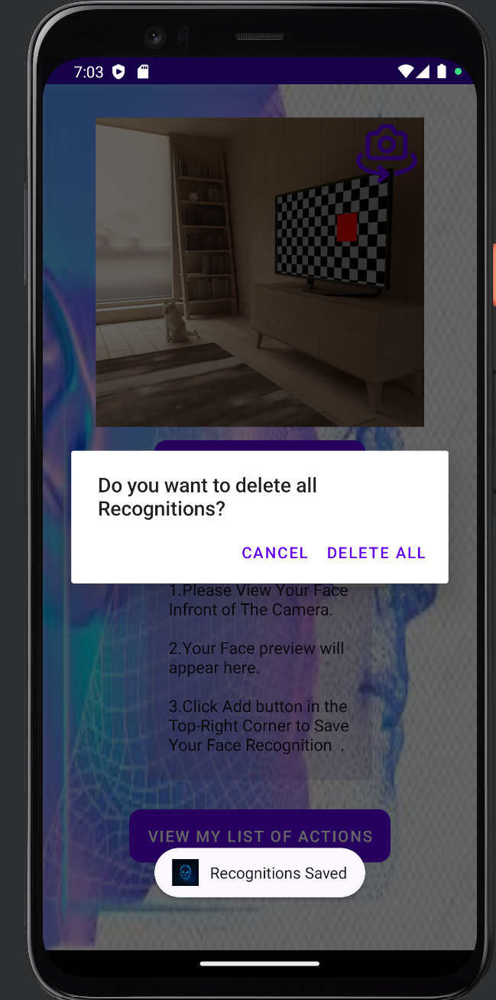 7:03
Do you want to delete all
Recognitions?
CANCEL DELETE ALL
1.Please View Your Face
Infront of The Camera.
2.Your Face preview will
appear here.
3.Click Add button in the
Top-Right Corner to Save
Your Face Recognition  .
VIEW MY LIST OF ACTIONS
Recognitions Saved